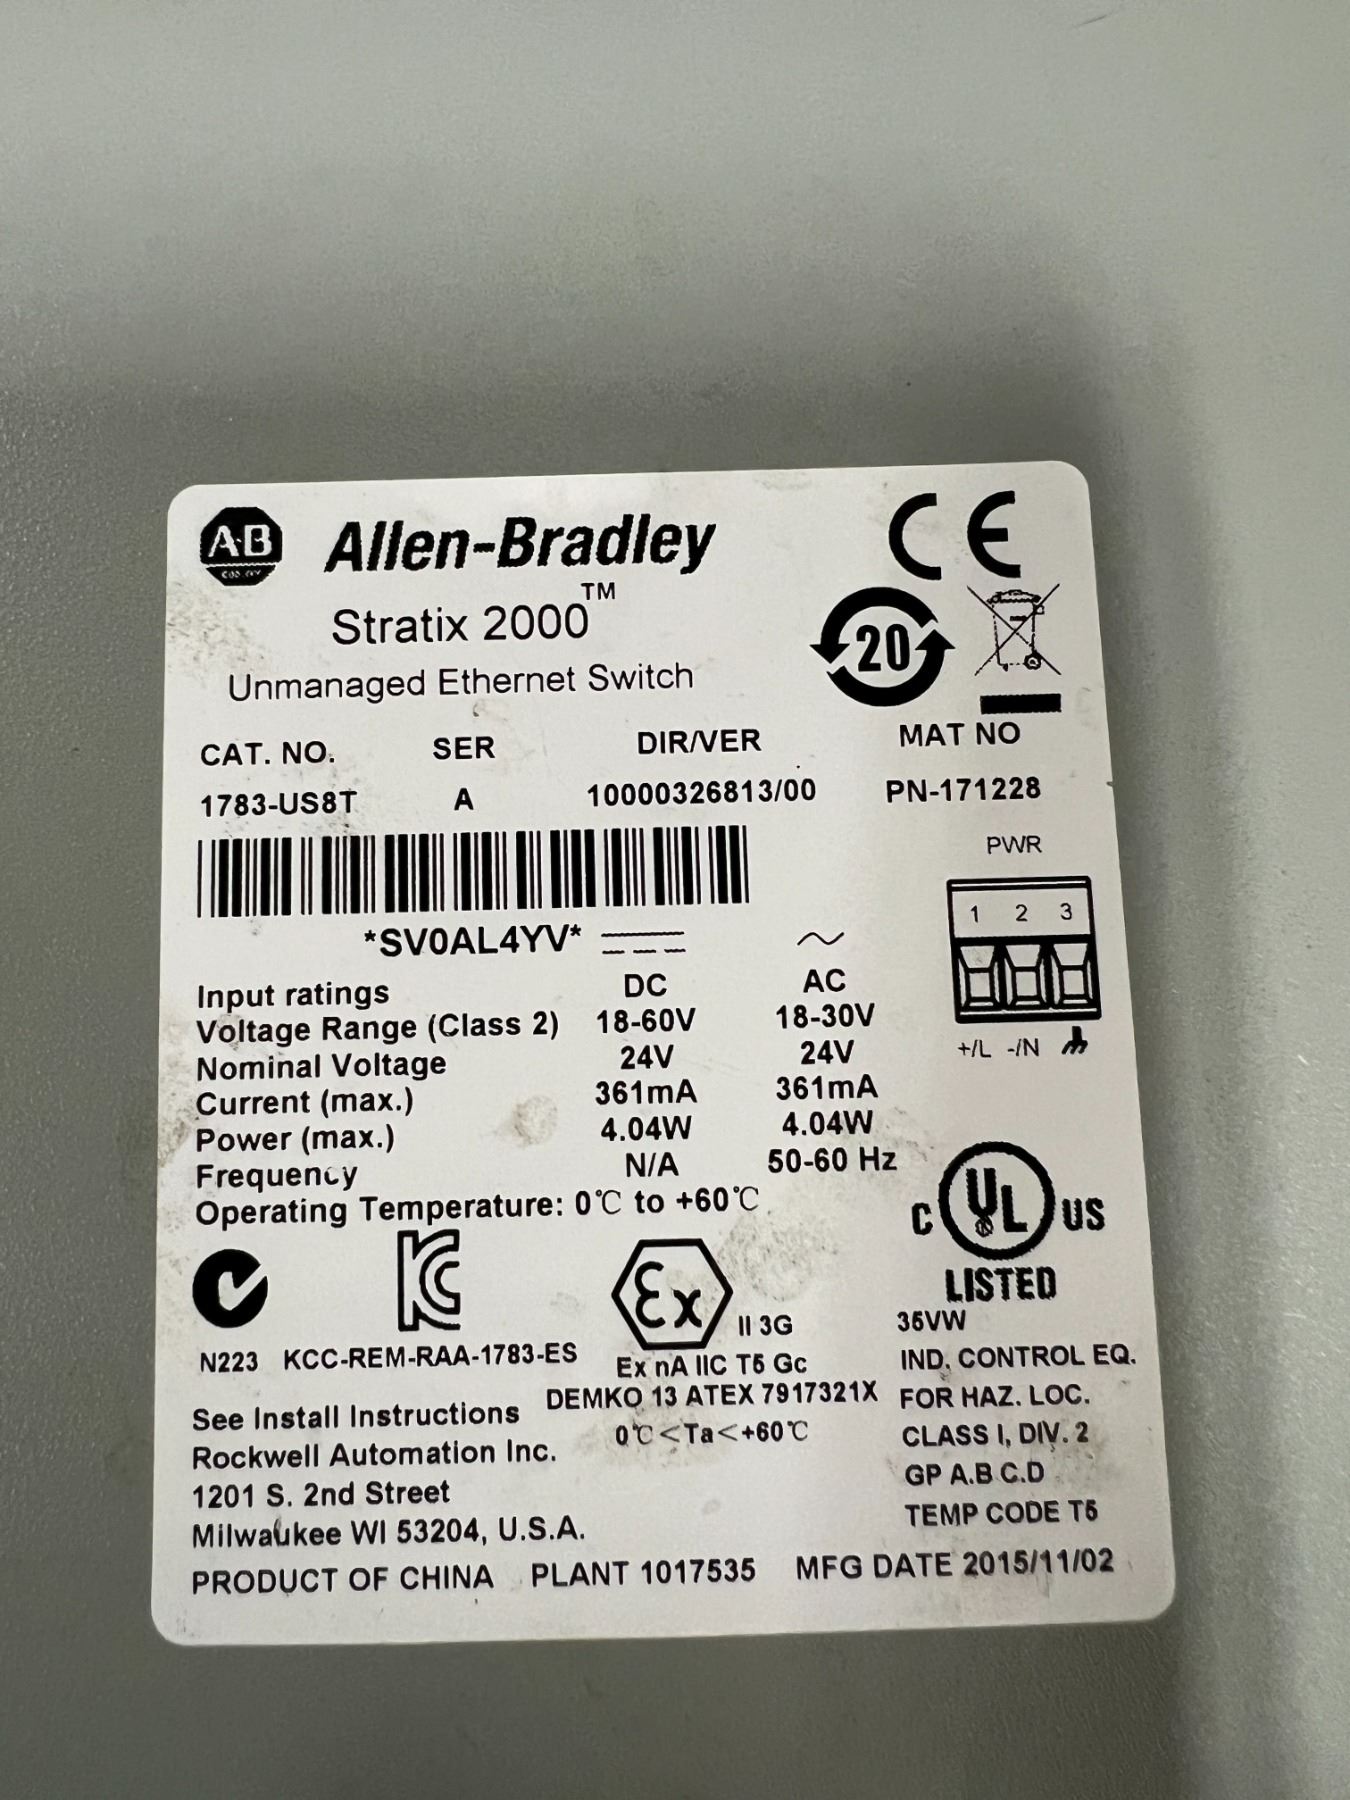 A-B
Allen-Bradley
Stratix 2000™
Unmanaged Ethernet Switch
CE
20
CAT. NO. SER DIR/VER MAT NO
1783-US8T A 10000326813/00 PN-171228
PWR
1 2 3
+/L -/N
*SV0AL4YV*
Input ratings DC AC
Voltage Range (Class 2) 18-60V 18-30V
Nominal Voltage 24V 24V
Current (max.) 361mA 361mA
Power (max.) 4.04W 4.04W
Frequency N/A 50-60 Hz
Operating Temperature: 0℃ to +60℃
C UL US
LISTED
35VW
IND. CONTROL EQ.
FOR HAZ. LOC.
CLASS I, DIV. 2
GP A.B C.D
TEMP CODE T5
N223 KCC-REM-RAA-1783-ES
Ex II 3G
Ex nA IIC T5 Gc
DEMKO 13 ATEX 7917321X
0℃<Ta<+60℃
See Install Instructions
Rockwell Automation Inc.
1201 S. 2nd Street
Milwaukee WI 53204, U.S.A.
PRODUCT OF CHINA PLANT 1017535 MFG DATE 2015/11/02